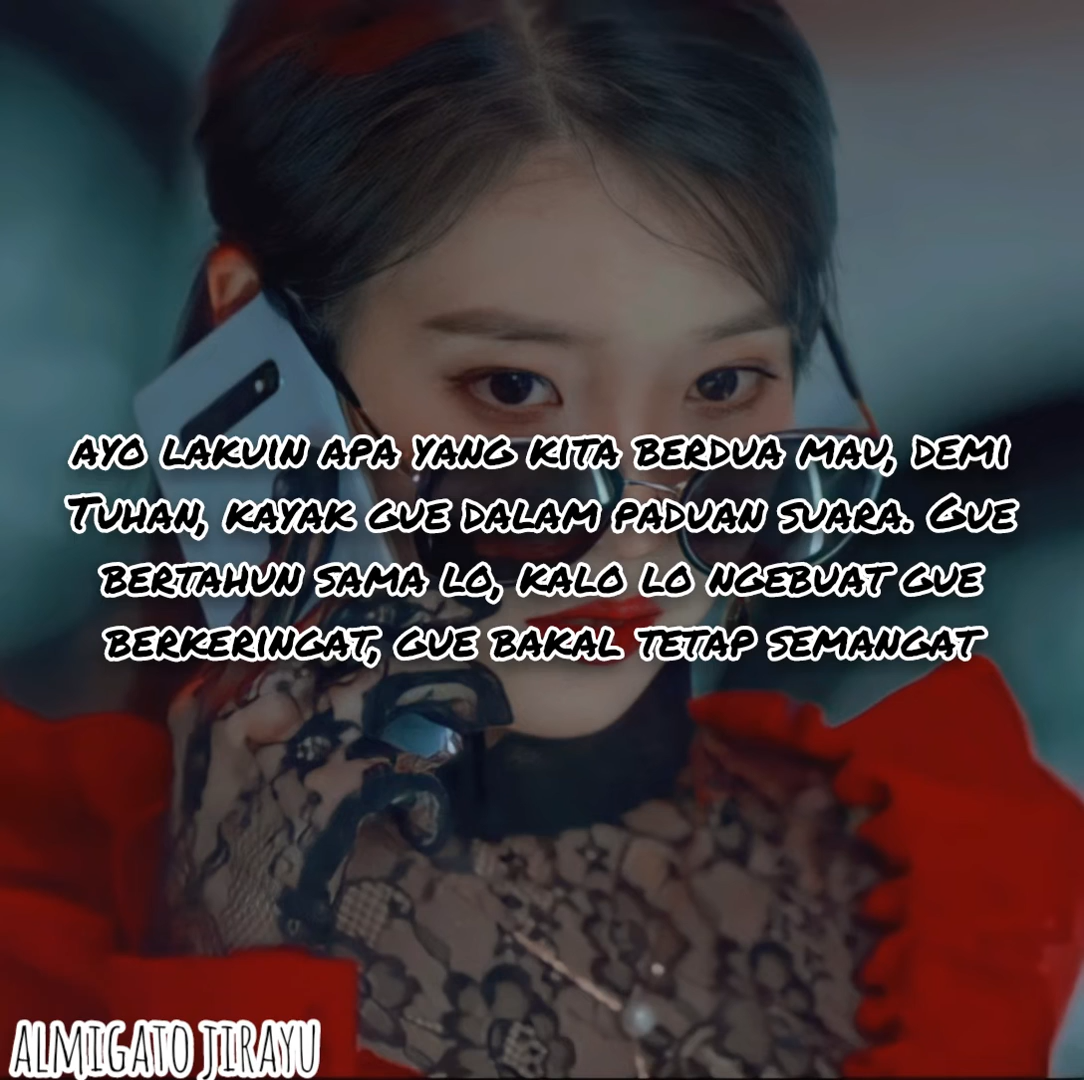 ayo lakuin apa yang kita berdua mau, demi
Tuhan, kayak gue dalam paduan suara. Gue
bertahun sama lo, kalo lo ngebuat gue
berkeringat, gue bakal tetap semangat
ALMIGATO JIRAYU